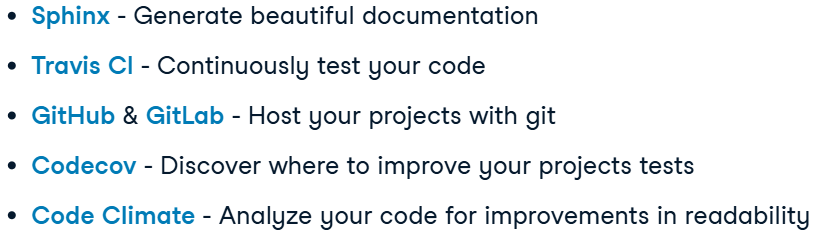 • Sphinx - Generate beautiful documentation
• Travis CI - Continuously test your code
• GitHub & GitLab - Host your projects with git
• Codecov - Discover where to improve your projects tests
• Code Climate - Analyze your code for improvements in readability